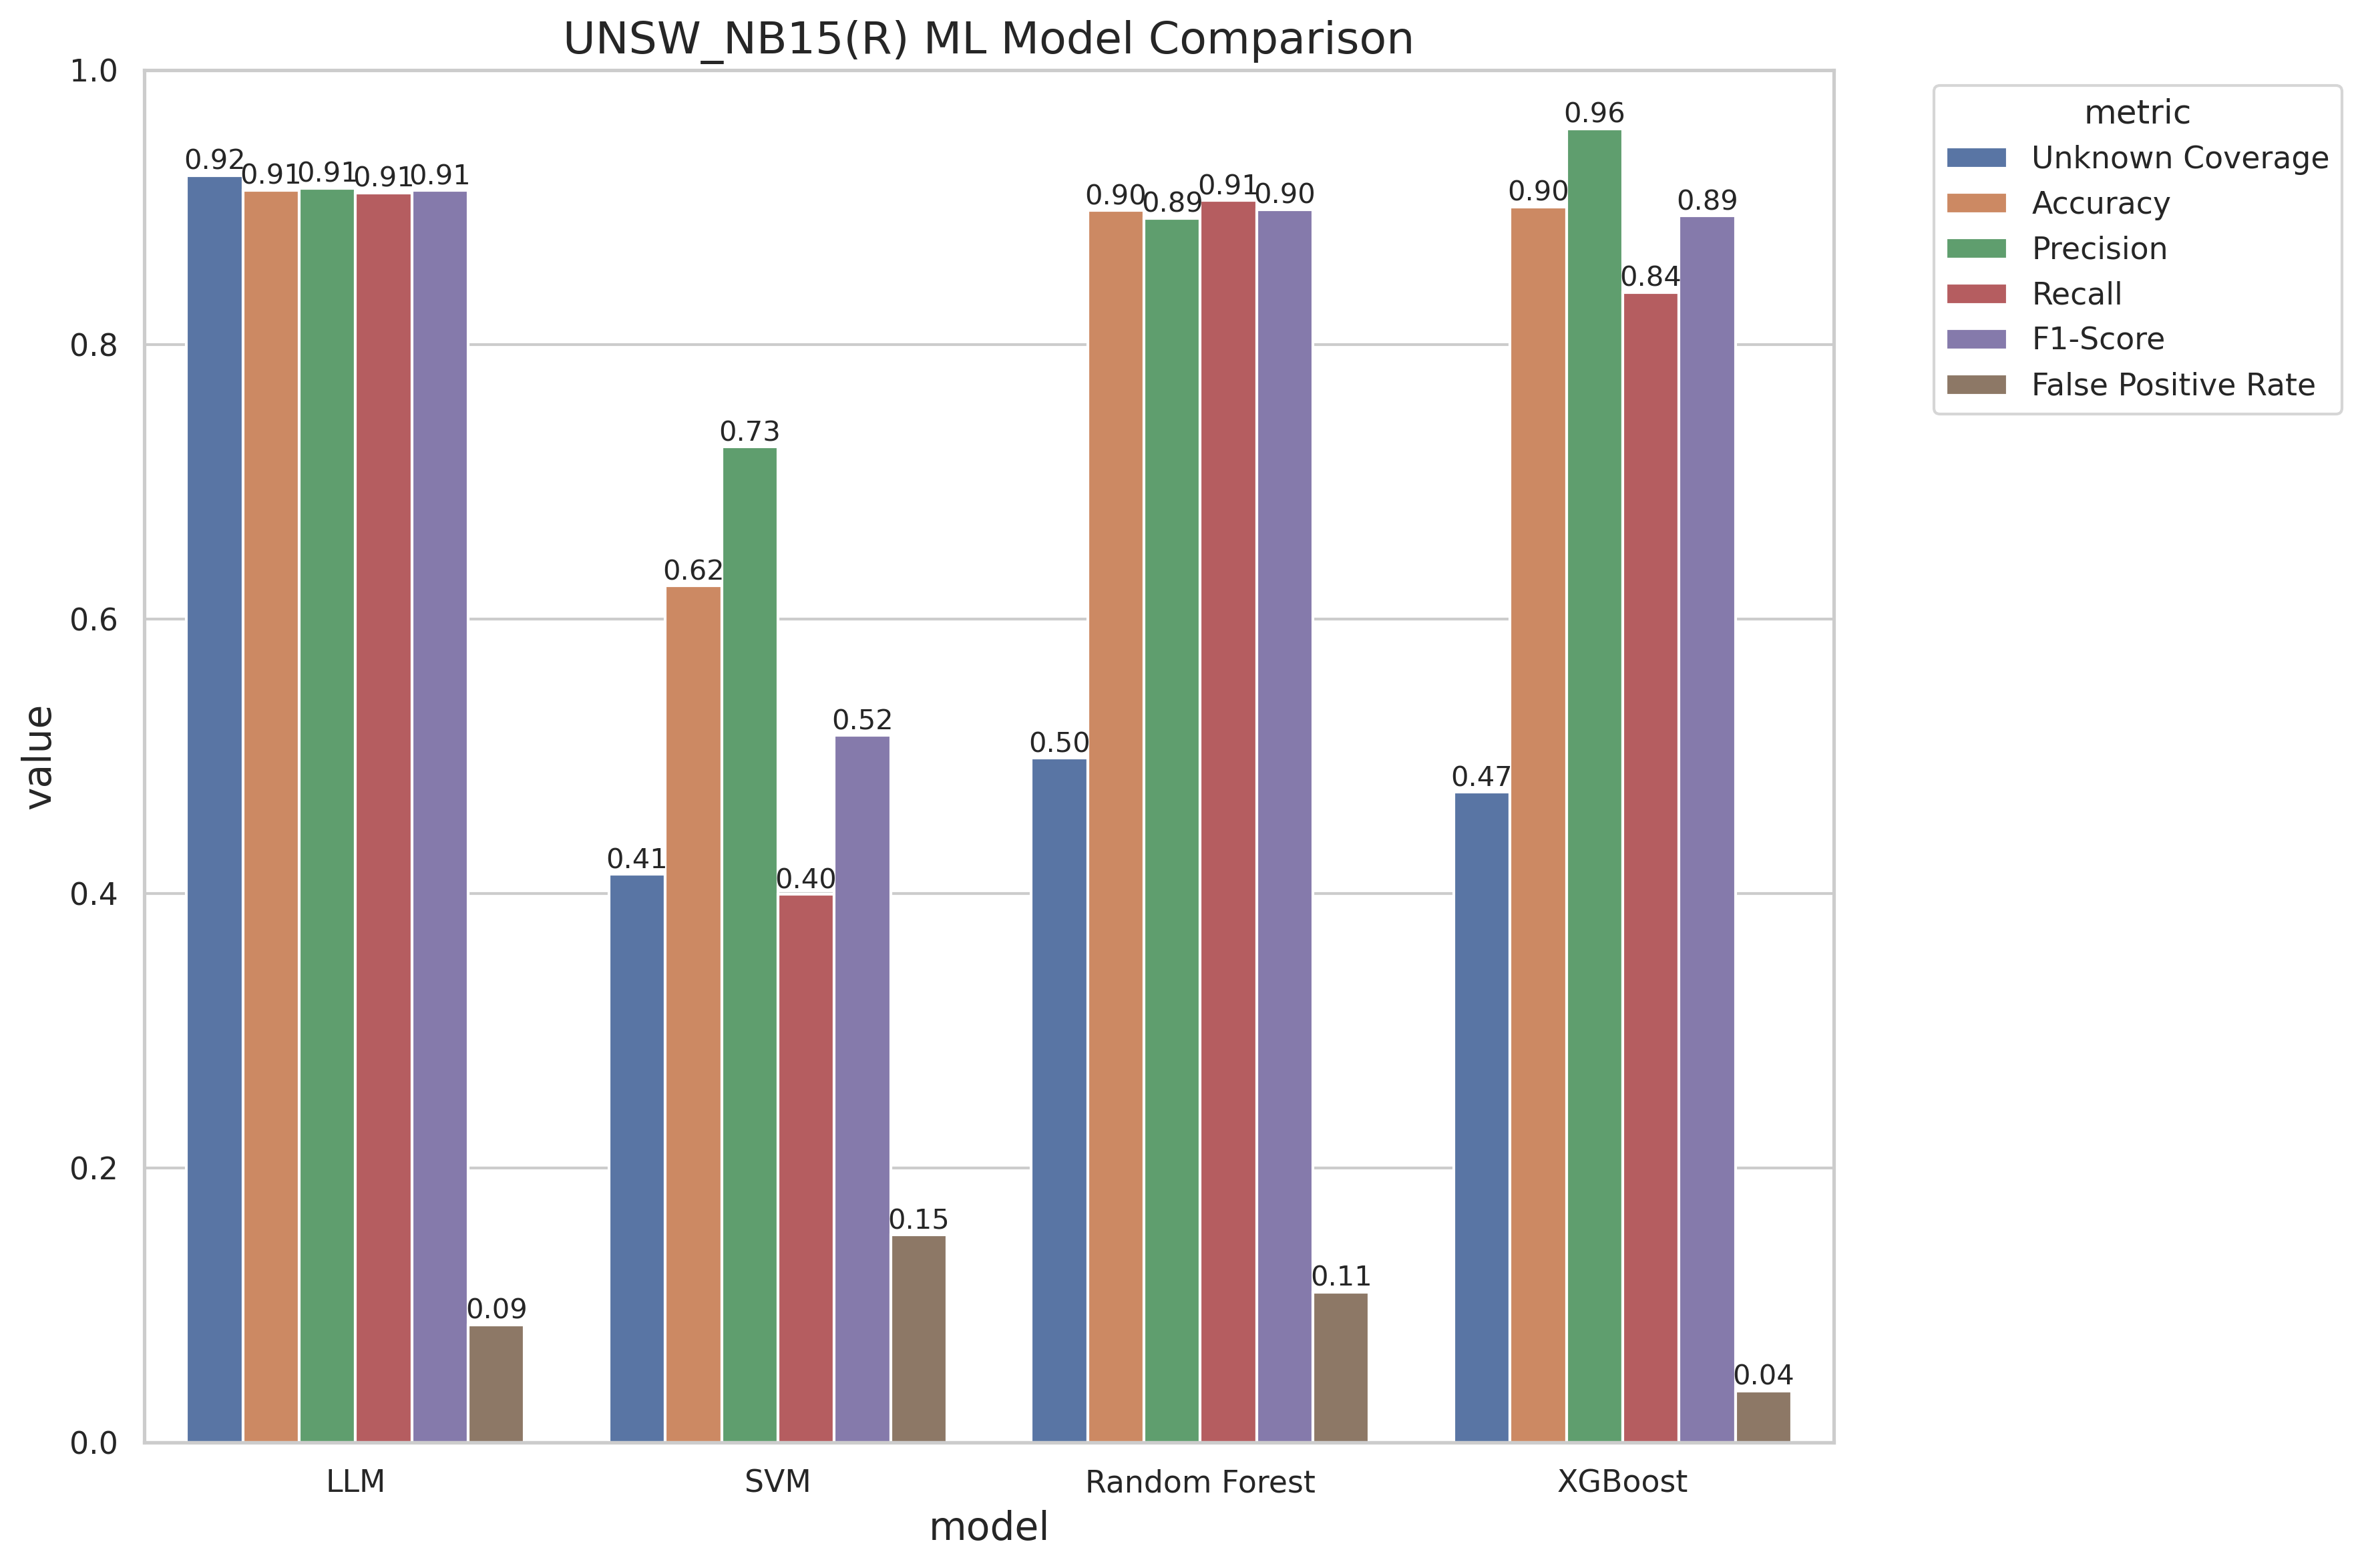 UNSW_NB15(R) ML Model Comparison
value
1.0
0.8
0.6
0.4
0.2
0.0
0.92
0.91
0.91
0.91
0.91
0.09
0.41
0.62
0.73
0.40
0.52
0.15
0.50
0.90
0.89
0.91
0.90
0.11
0.47
0.90
0.96
0.84
0.89
0.04
LLM
SVM
Random Forest
XGBoost
model
metric
Unknown Coverage
Accuracy
Precision
Recall
F1-Score
False Positive Rate